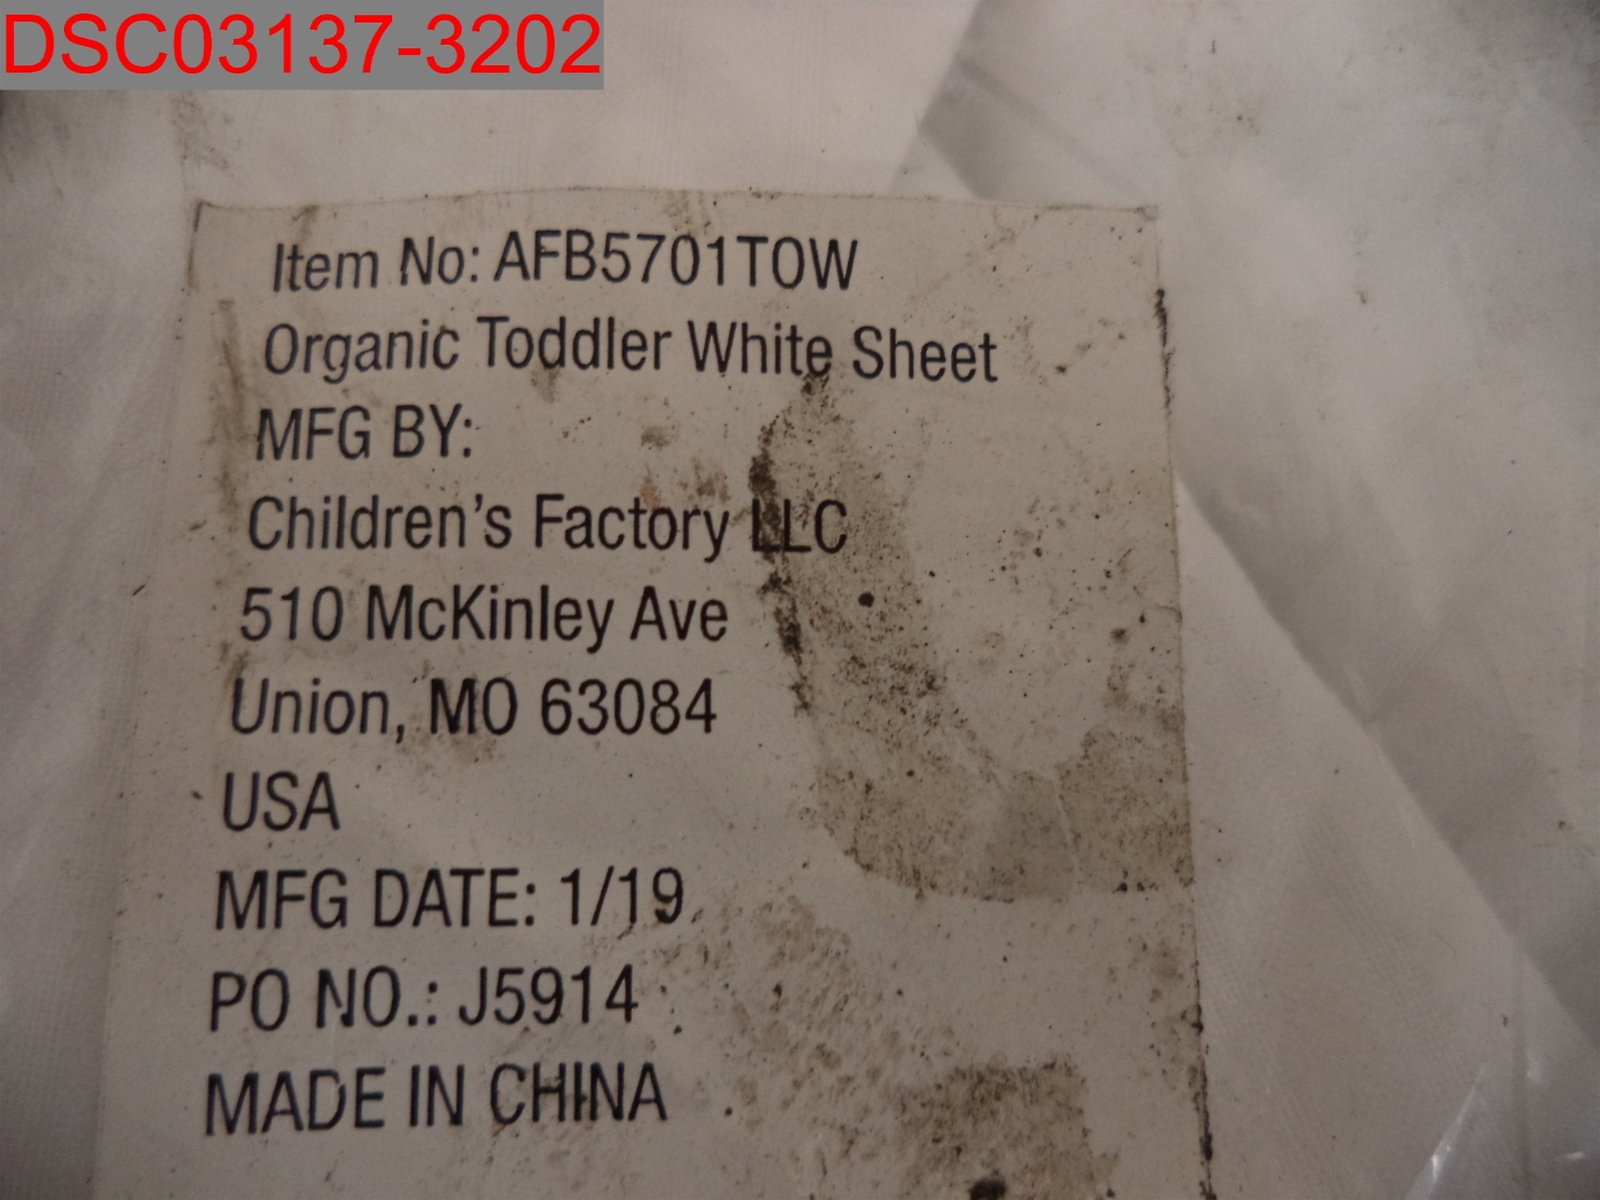 DSC03137-3202
Item No: AFB5701TOW
Organic Toddler White Sheet
MFG BY:
Children's Factory LLC
510 McKinley Ave
Union, MO 63084
USA
MFG DATE: 1/19
PO NO.: J5914
MADE IN CHINA